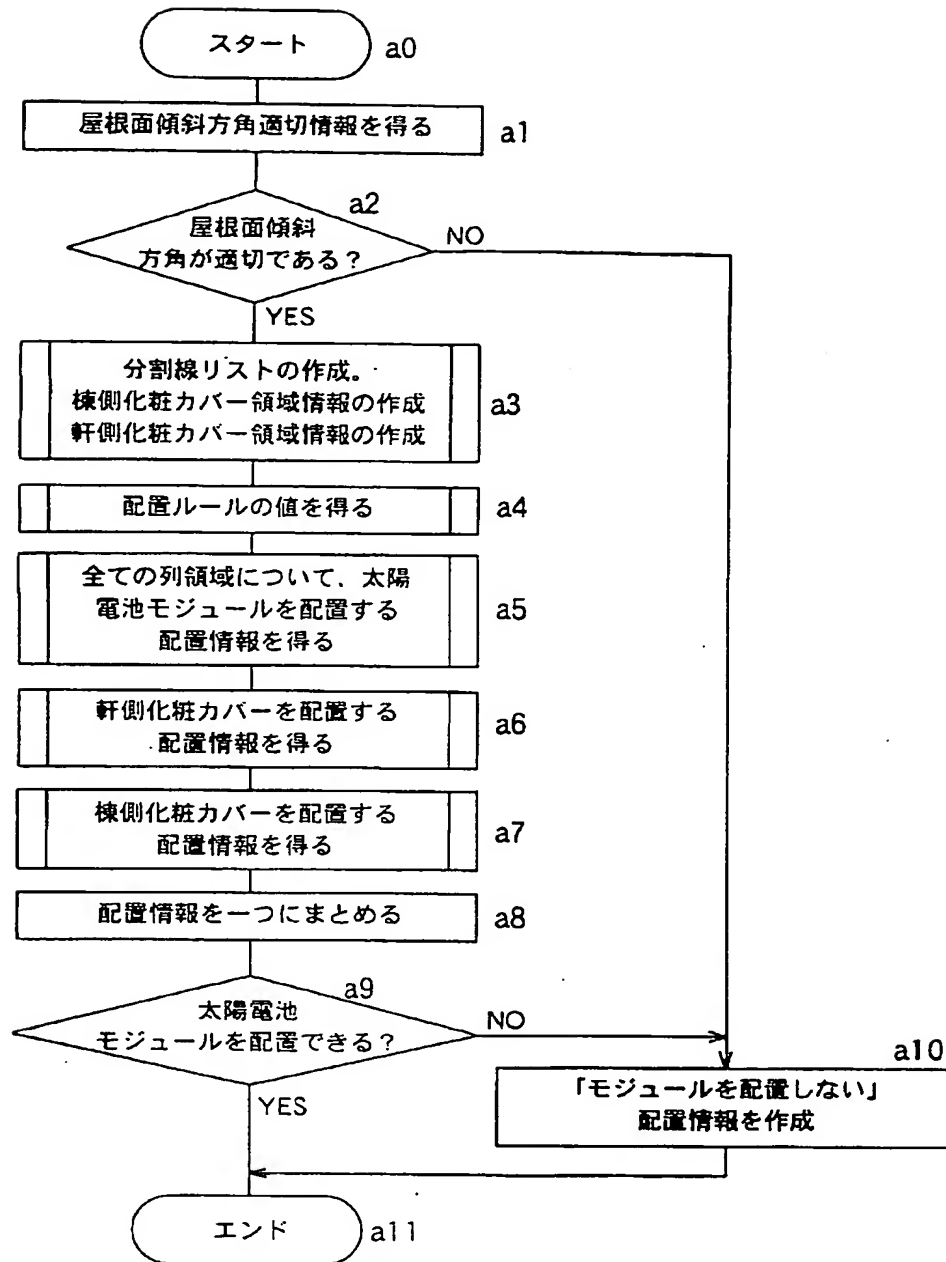 スタート
a0
屋根面傾斜方角適切情報を得る
a1
a2
屋根面傾斜
方角が適切である?
NO
YES
分割線リストの作成。
棟側化粧カバー領域情報の作成
軒側化粧カバー領域情報の作成
a3
配置ルールの値を得る
a4
全ての列領域について、太陽
電池モジュールを配置する
配置情報を得る
a5
軒側化粧カバーを配置する
配置情報を得る
a6
棟側化粧カバーを配置する
配置情報を得る
a7
配置情報を一つにまとめる
a8
a9
太陽電池
モジュールを配置できる?
NO
YES
a10
「モジュールを配置しない」
配置情報を作成
エンド
a11